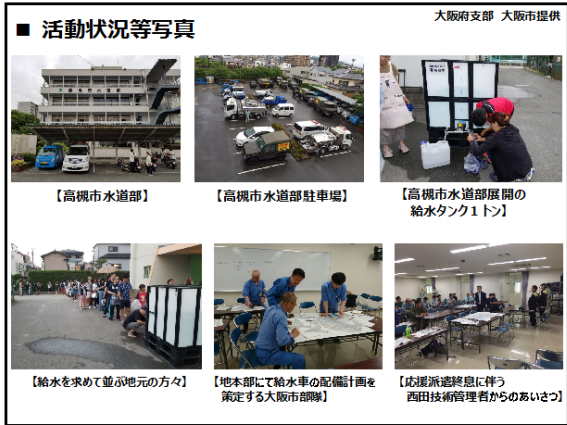 大阪府支部 大阪市提供
■ 活動状況等写真
【高槻市水道部】
【高槻市水道部駐車場】
【高槻市水道部展開の
給水タンク１トン】
【給水を求めて並ぶ地元の方々】
【地本部にて給水車の配備計画を
策定する大阪市部隊】
【応援派遣終息に伴う
西田技術管理者からのあいさつ】